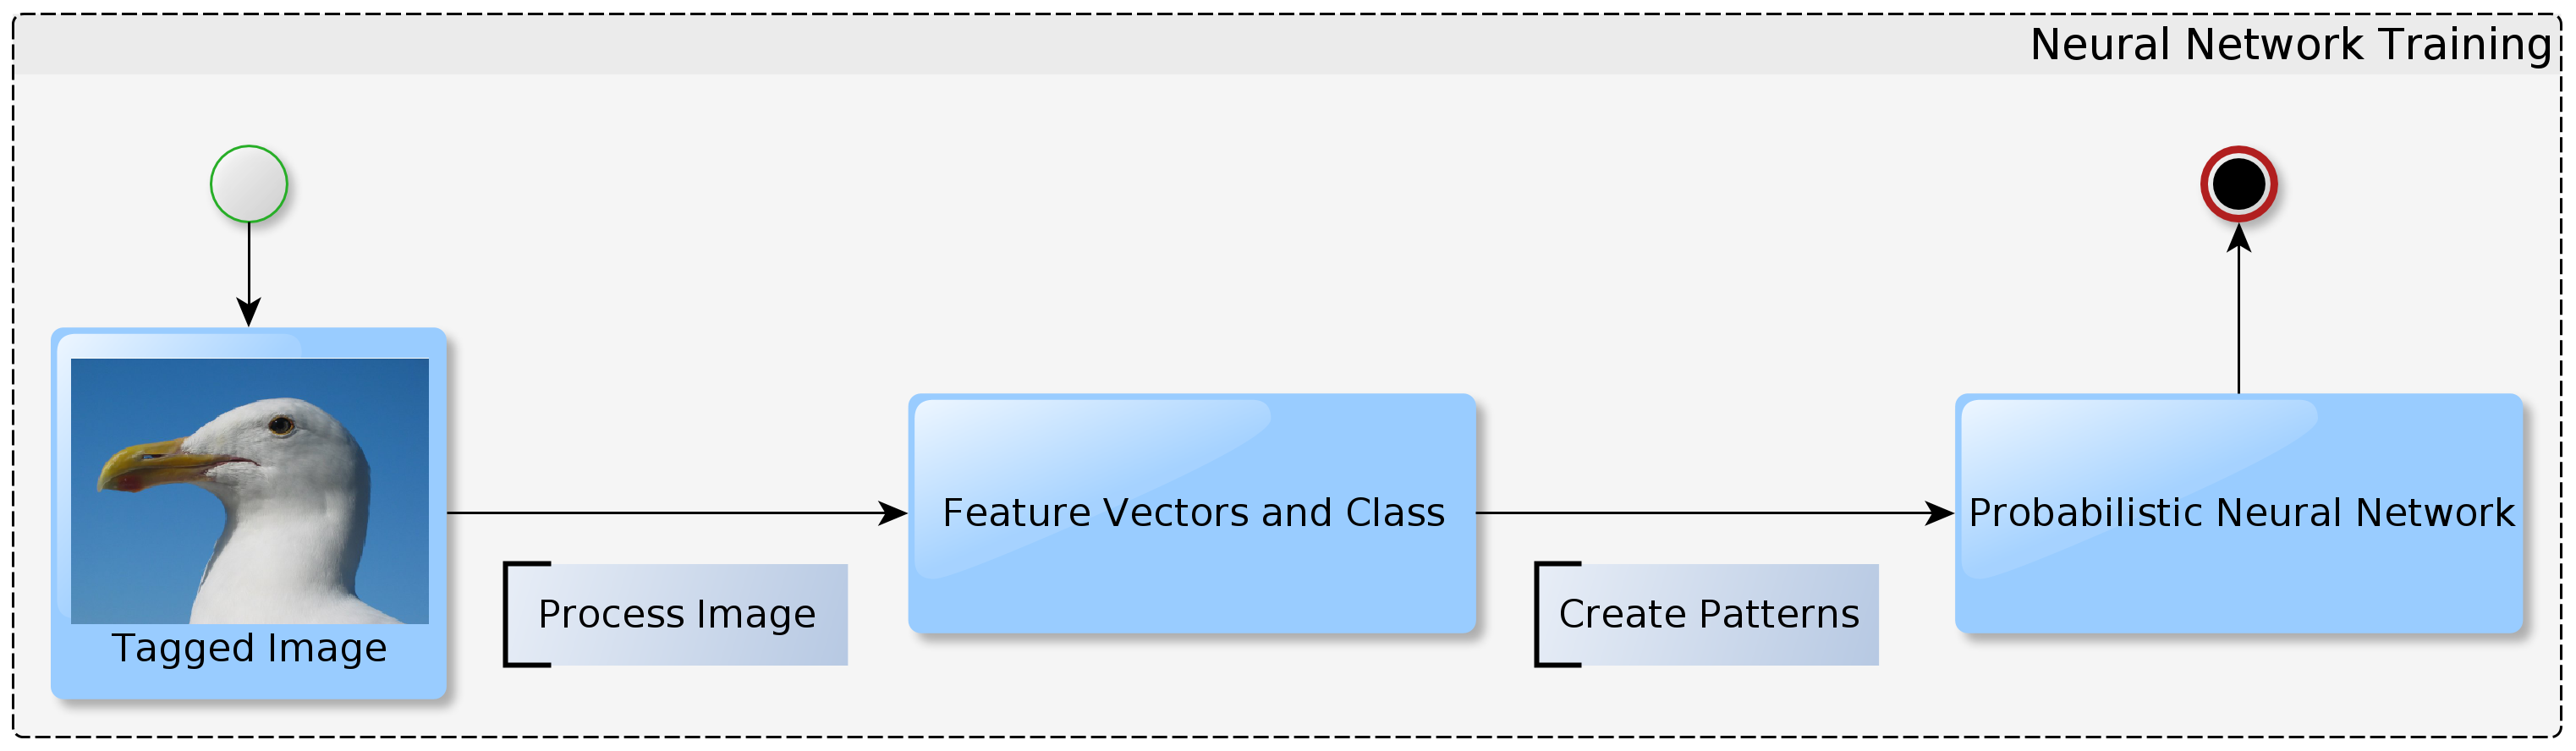 Neural Network Training
Tagged Image
Process Image
Feature Vectors and Class
Create Patterns
Probabilistic Neural Network